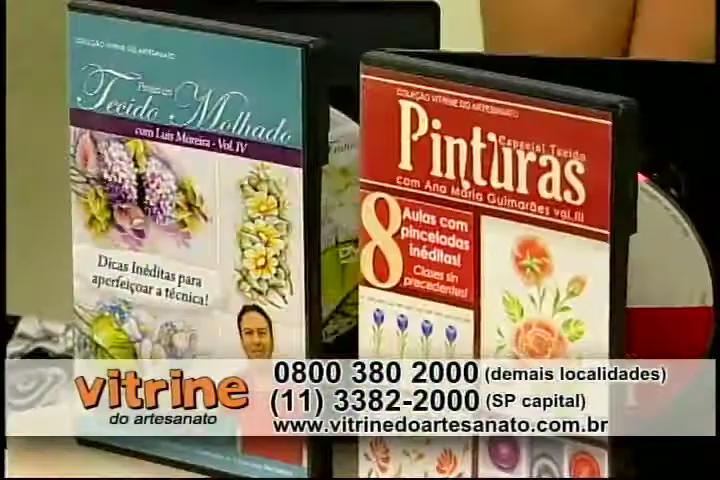 COLEÇÃO VITRINE DO ARTESANATO
Pintura em
Tecido Molhado
com Luis Moreira - Vol. IV
Dicas Inéditas para
aperfeiçoar a técnica!
COLEÇÃO VITRINE DO ARTESANATO
Especial Tecido
Pinturas
com Ana Maria Guimarães vol. III
8 Aulas com
pinceladas
inéditas!
Clases sin
precedentes!
vitrine
do artesanato
0800 380 2000 (demais localidades)
(11) 3382-2000 (SP capital)
www.vitrinedoartesanato.com.br